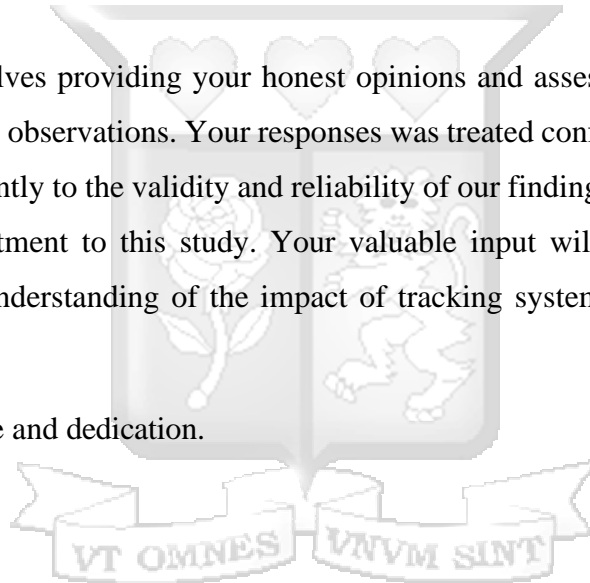 lves providing your honest opinions and asses
observations. Your responses was treated con
ntly to the validity and reliability of our finding
tment to this study. Your valuable input wil
nderstanding of the impact of tracking system
e and dedication.
VT OMNES VNVM SINT